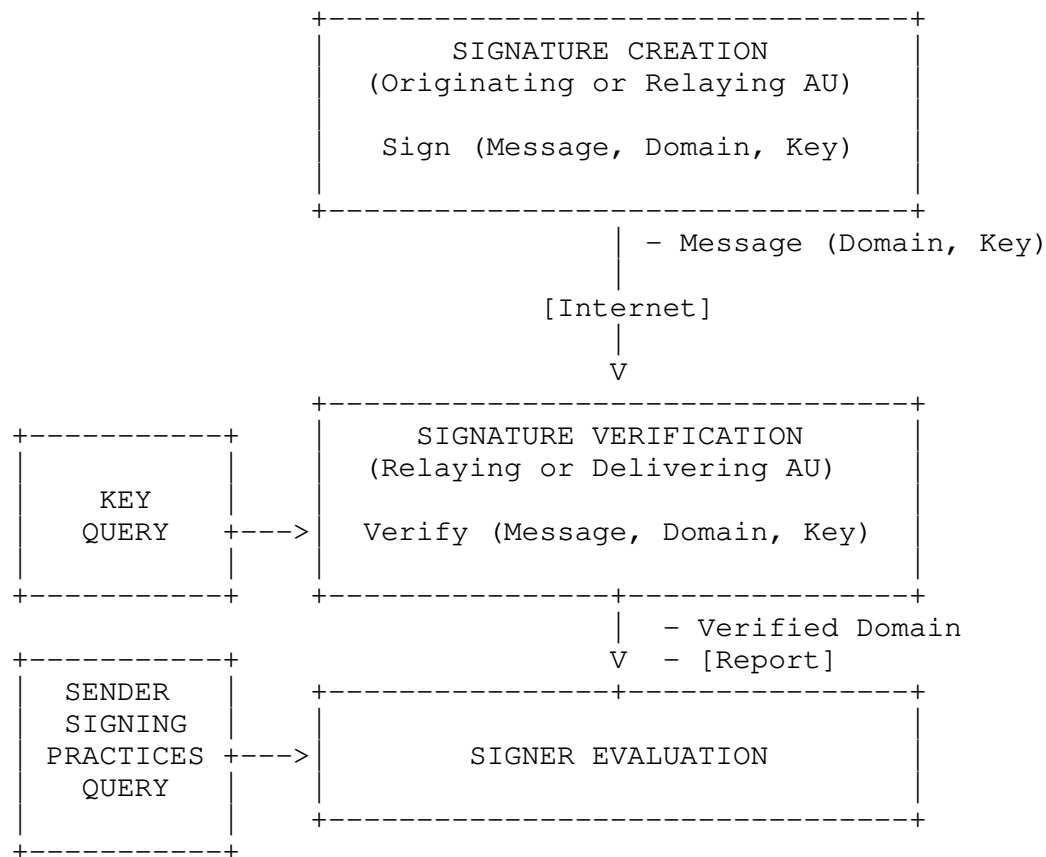 SIGNATURE CREATION
(Originating or Relaying AU)
Sign (Message, Domain, Key)
- Message (Domain, Key)
[Internet]
V
SIGNATURE VERIFICATION
(Relaying or Delivering AU)
KEY
QUERY
Verify (Message, Domain, Key)
- Verified Domain
V - [Report]
SENDER
SIGNING
PRACTICES
QUERY
SIGNER EVALUATION